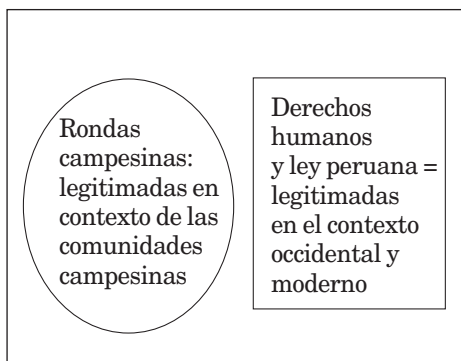 Rondas
campesinas:
legitimadas en
contexto de las
comunidades
campesinas
Derechos
humanos
y ley peruana =
legitimadas
en el contexto
occidental y
moderno